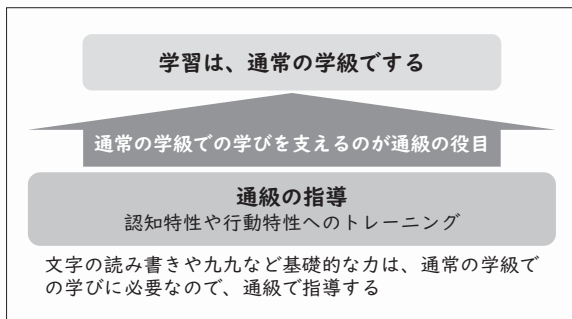 学習は、通常の学級でする
通常の学級での学びを支えるのが通級の役目
通級の指導
認知特性や行動特性へのトレーニング
文字の読み書きや九九など基礎的な力は、通常の学級で
の学びに必要なので、通級で指導する